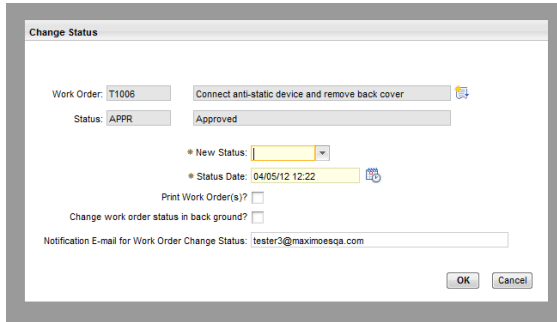 Change Status
Work Order: T1006 Connect anti-static device and remove back cover
Status: APPR Approved
* New Status:
* Status Date: 04/05/12 12:22
Print Work Order(s)?
Change work order status in back ground?
Notification E-mail for Work Order Change Status: tester3@maximoesqa.com
OK Cancel